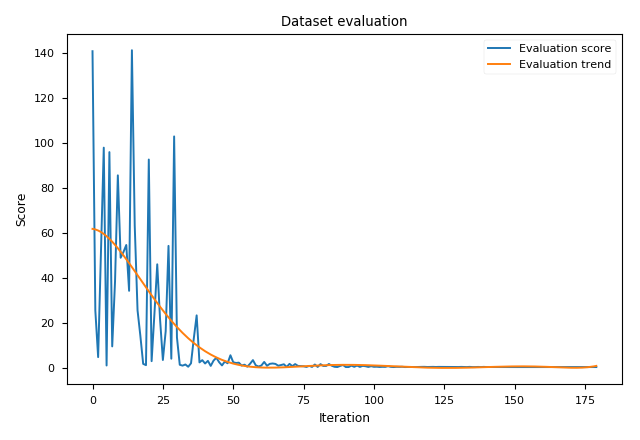 Dataset evaluation
Evaluation score
Evaluation trend
140
120
100
80
60
40
20
0
Score
0 25 50 75 100 125 150 175
Iteration